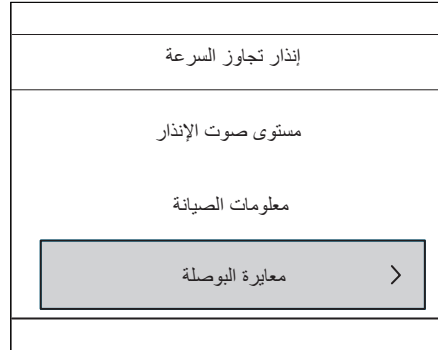 إنذار تجاوز السرعة
مستوى صوت الإنذار
معلومات الصيانة
معايرة البوصلة